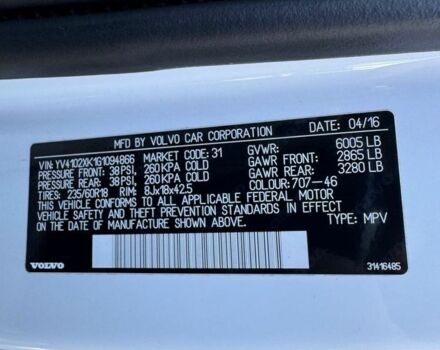 MFD BY VOLVO CAR CORPORATION DATE: 04/16
VIN: YV4102XK1G1094866 MARKET CODE: 31 GVWR: 6005 LB
PRESSURE FRONT: 38 PSI, 260 KPA COLD GAWR FRONT: 2865 LB
PRESSURE REAR: 38 PSI, 260 KPA COLD GAWR REAR: 3280 LB
TIRES: 235/60R18 RIM: 8Jx18x42.5 COLOUR: 707-46
THIS VEHICLE CONFORMS TO ALL APPLICABLE FEDERAL MOTOR
VEHICLE SAFETY BUMPER AND THEFT PREVENTION STANDARDS IN EFFECT
ON THE DATE OF MANUFACTURE SHOWN ABOVE. TYPE: MPV
VOLVO 31416485